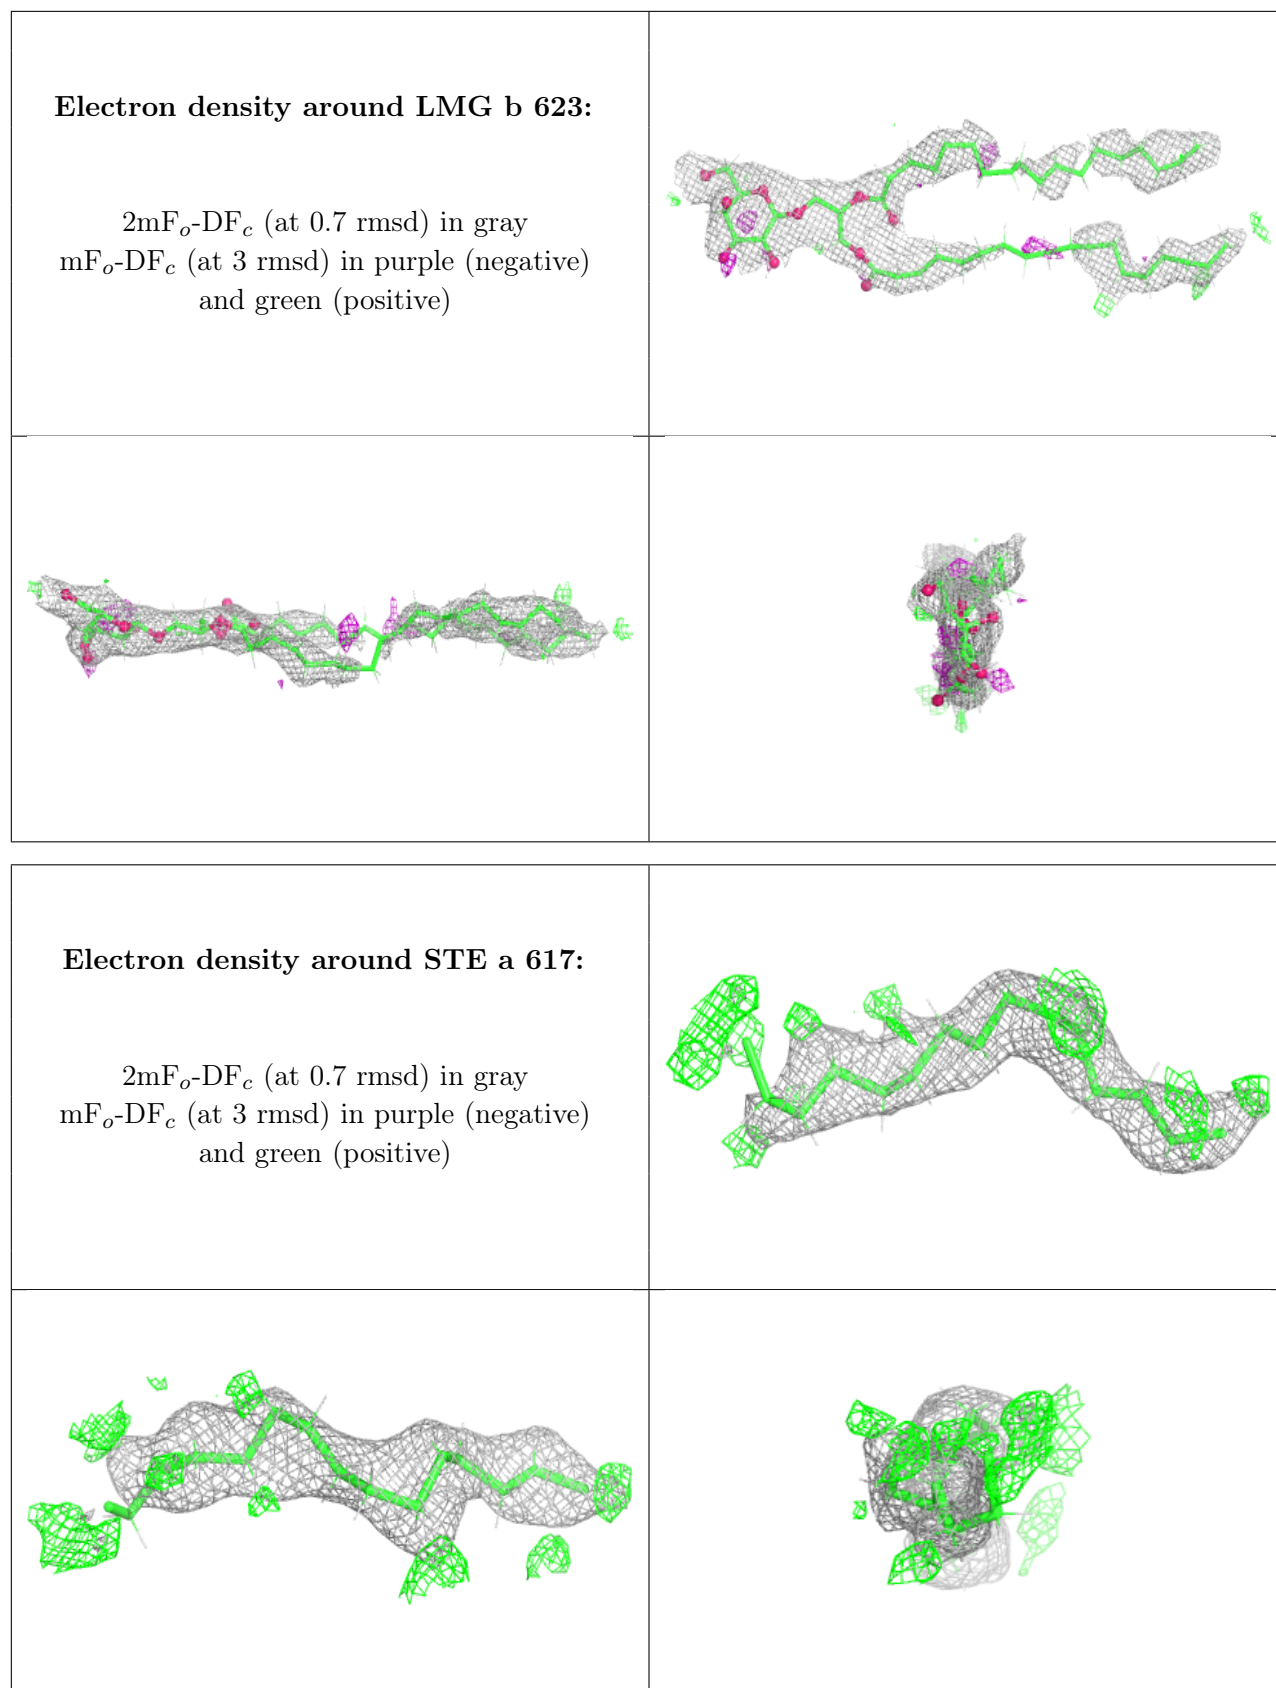 Electron density around LMG b 623:
2mFₒ-DF𝒸 (at 0.7 rmsd) in gray
mFₒ-DF𝒸 (at 3 rmsd) in purple (negative)
and green (positive)
Electron density around STE a 617:
2mFₒ-DF𝒸 (at 0.7 rmsd) in gray
mFₒ-DF𝒸 (at 3 rmsd) in purple (negative)
and green (positive)